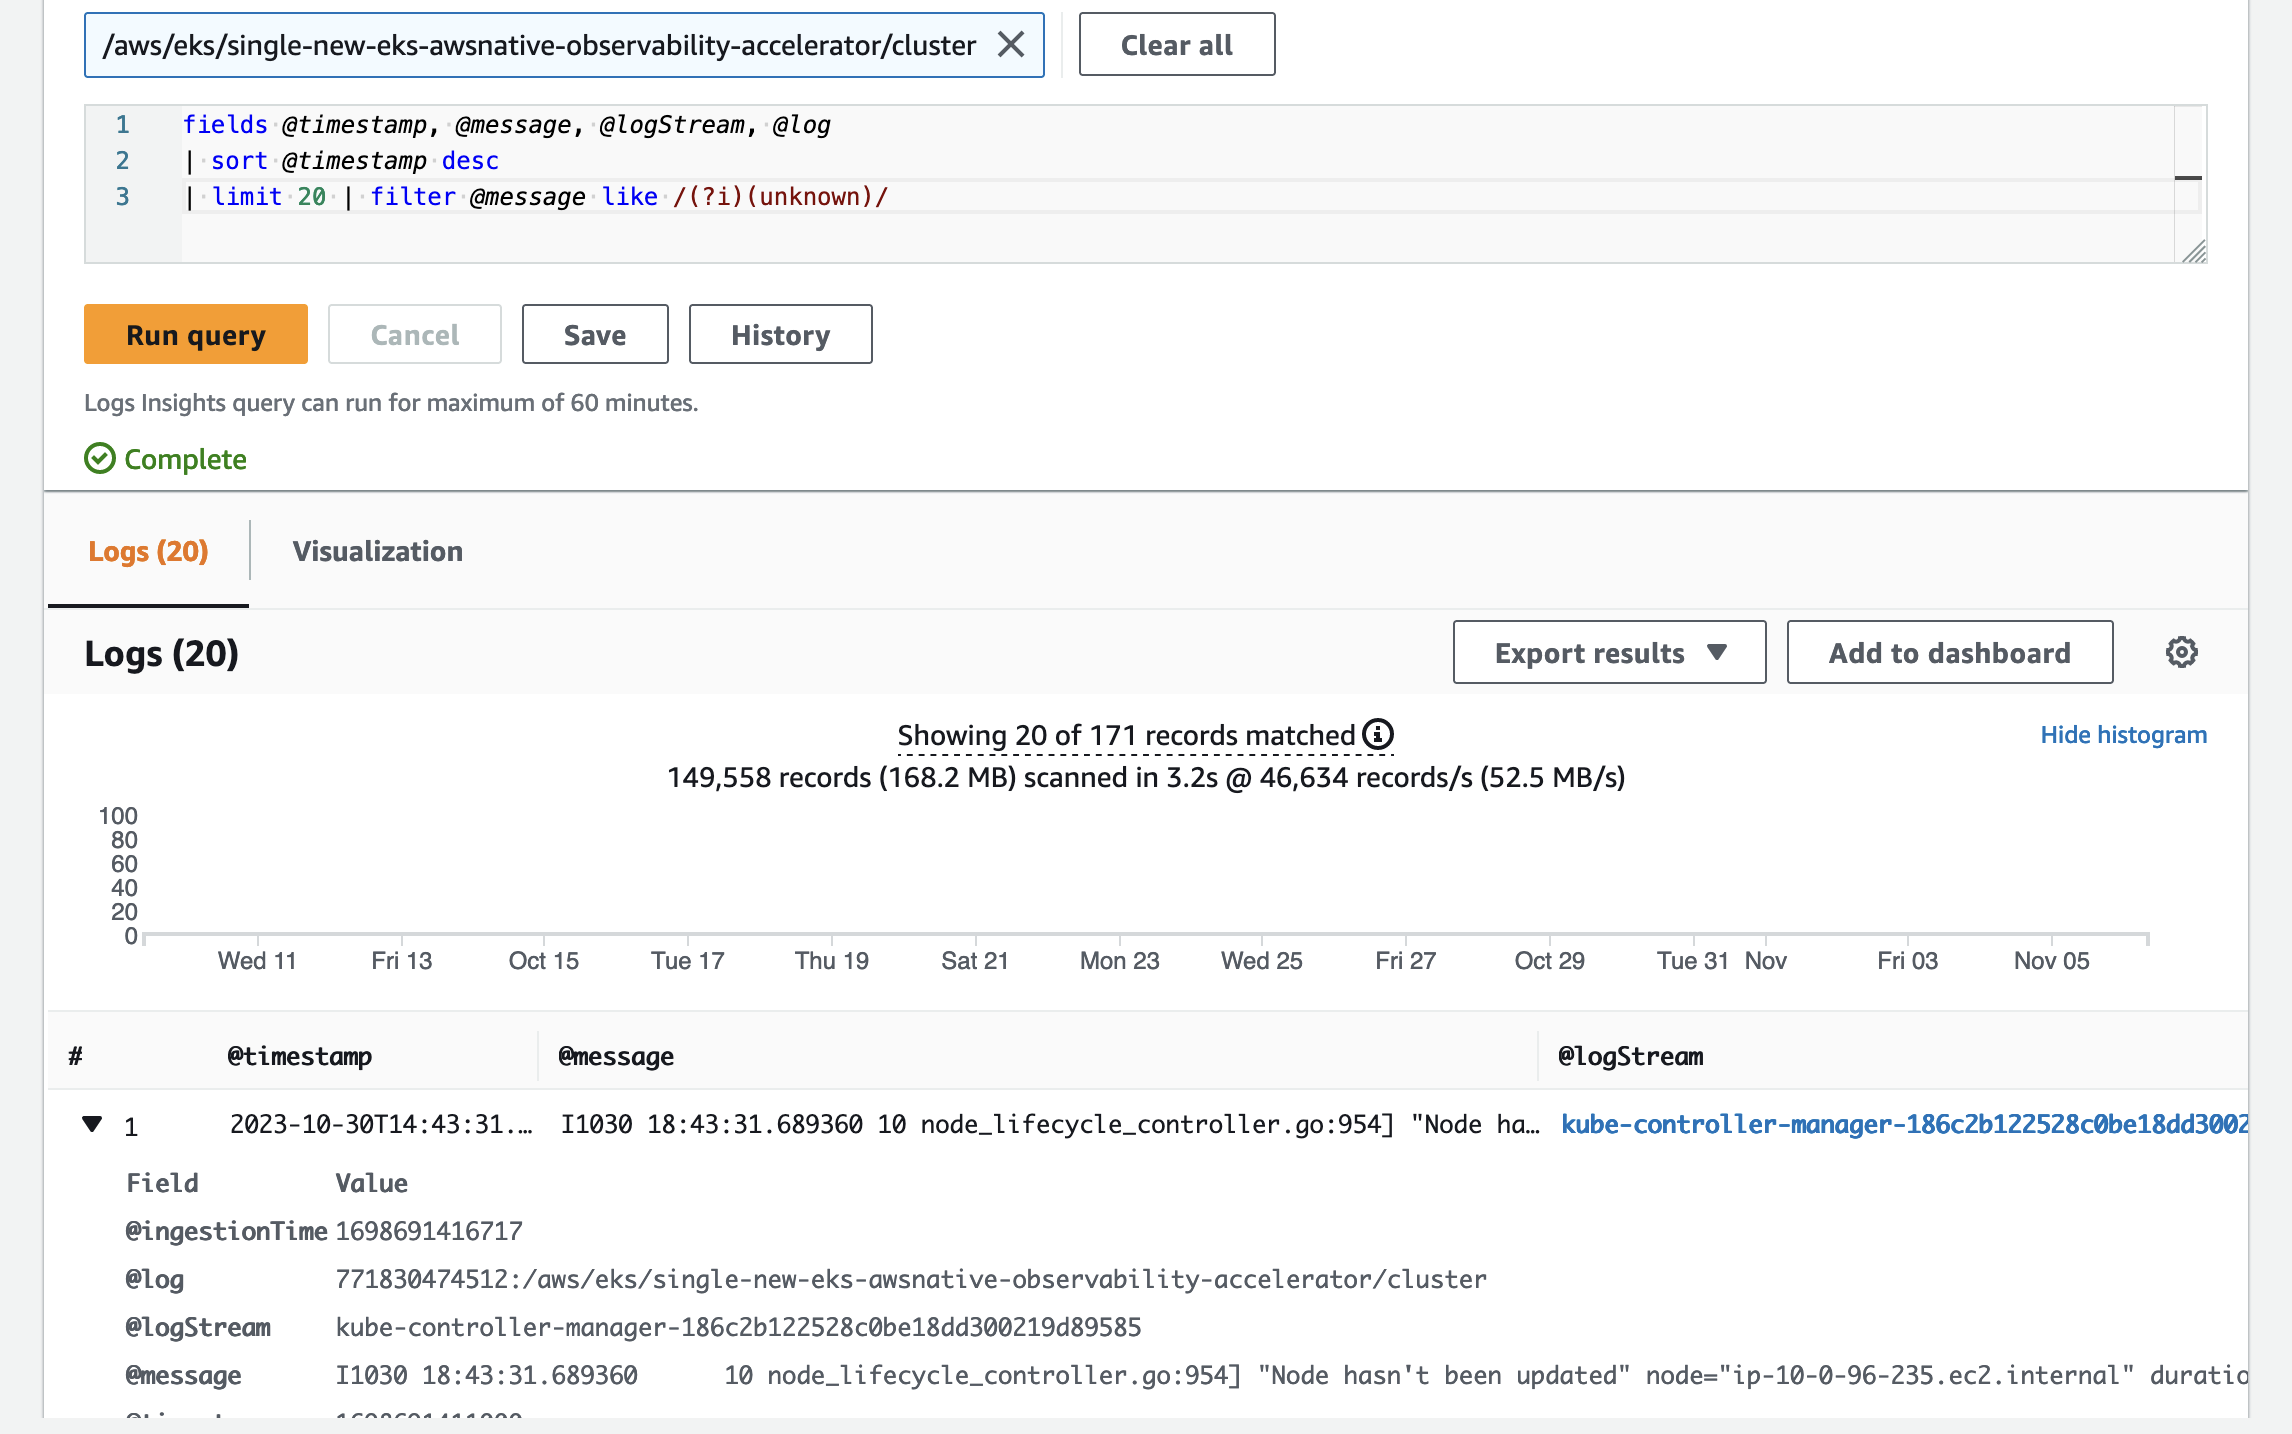 /aws/eks/single-new-eks-awsnative-observability-accelerator/cluster Clear all
1 fields @timestamp, @message, @logStream, @log
2 | sort @timestamp desc
3 | limit 20 | filter @message like /(?i)(unknown)/
Run query Cancel Save History
Logs Insights query can run for maximum of 60 minutes.
Complete
Logs (20) Visualization
Logs (20) Export results Add to dashboard
Showing 20 of 171 records matched Hide histogram
149,558 records (168.2 MB) scanned in 3.2s @ 46,634 records/s (52.5 MB/s)
100
80
60
40
20
0
Wed 11 Fri 13 Oct 15 Tue 17 Thu 19 Sat 21 Mon 23 Wed 25 Fri 27 Oct 29 Tue 31 Nov Fri 03 Nov 05
# @timestamp @message @logStream
1 2023-10-30T14:43:31.… I1030 18:43:31.689360 10 node_lifecycle_controller.go:954] "Node ha… kube-controller-manager-186c2b122528c0be18dd3002
Field Value
@ingestionTime 1698691416717
@log 771830474512:/aws/eks/single-new-eks-awsnative-observability-accelerator/cluster
@logStream kube-controller-manager-186c2b122528c0be18dd300219d89585
@message I1030 18:43:31.689360 10 node_lifecycle_controller.go:954] "Node hasn't been updated" node="ip-10-0-96-235.ec2.internal" duratio